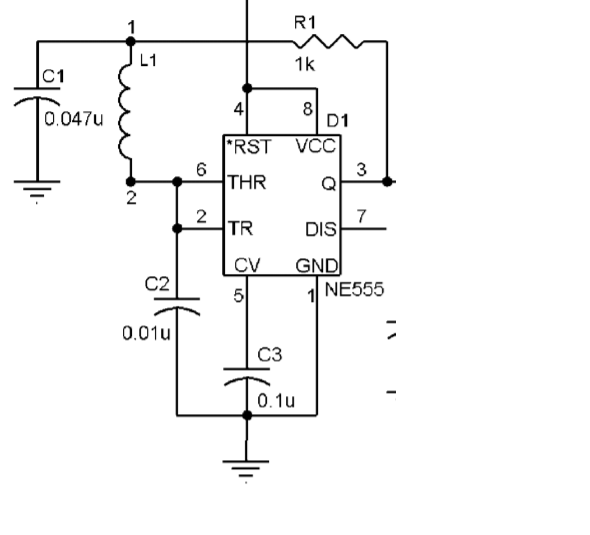 1
R1
L1
1k
C1
0.047u
4
8
D1
*RST
VCC
6
3
THR
Q
2
2
7
TR
DIS
CV
GND
C2
5
1
NE555
0.01u
C3
0.1u